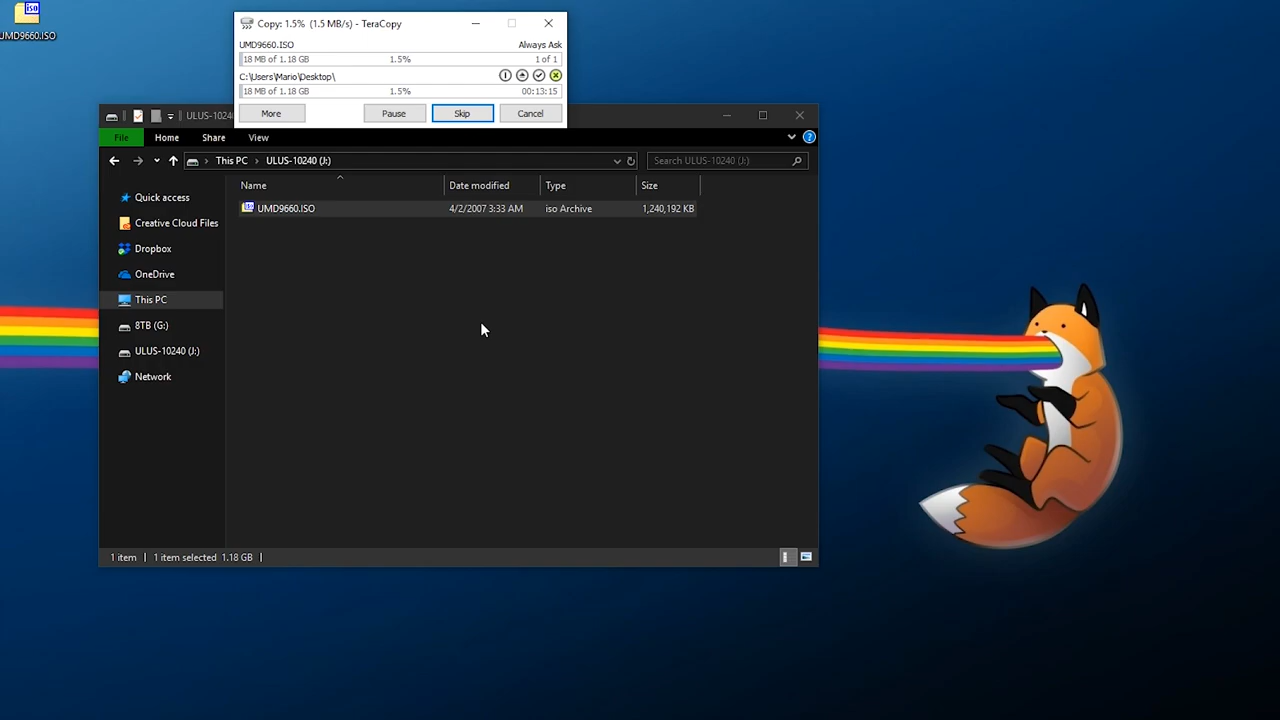 iso
UMD9660.ISO
Copy: 1.5% (1.5 MB/s) - TeraCopy
UMD9660.ISO Always Ask
18 MB of 1.18 GB 1.5% 1 of 1
C:\Users\Mario\Desktop\
18 MB of 1.18 GB 1.5% 00:13:15
More Pause Skip Cancel
ULUS-1024
File Home Share View
This PC > ULUS-10240 (J:) Search ULUS-10240 (J:)
Name Date modified Type Size
UMD9660.ISO 4/2/2007 3:33 AM iso Archive 1,240,192 KB
Quick access
Creative Cloud Files
Dropbox
OneDrive
This PC
8TB (G:)
ULUS-10240 (J:)
Network
1 item 1 item selected 1.18 GB